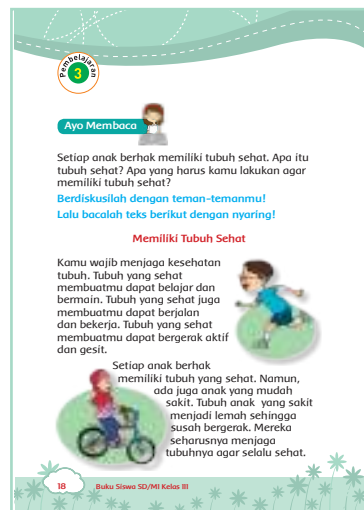 Pembelajaran
3
Ayo Membaca
Setiap anak berhak memiliki tubuh sehat. Apa itu
tubuh sehat? Apa yang harus kamu lakukan agar
memiliki tubuh sehat?
Berdiskusilah dengan teman-temanmu!
Lalu bacalah teks berikut dengan nyaring!
Memiliki Tubuh Sehat
Kamu wajib menjaga kesehatan
tubuh. Tubuh yang sehat
membuatmu dapat belajar dan
bermain. Tubuh yang sehat juga
membuatmu dapat berjalan
dan bekerja. Tubuh yang sehat
membuatmu dapat bergerak aktif
dan gesit.
Setiap anak berhak
memiliki tubuh yang sehat. Namun,
ada juga anak yang mudah
sakit. Tubuh anak yang sakit
menjadi lemah sehingga
susah bergerak. Mereka
seharusnya menjaga
tubuhnya agar selalu sehat.
18
Buku Siswa SD/MI Kelas III